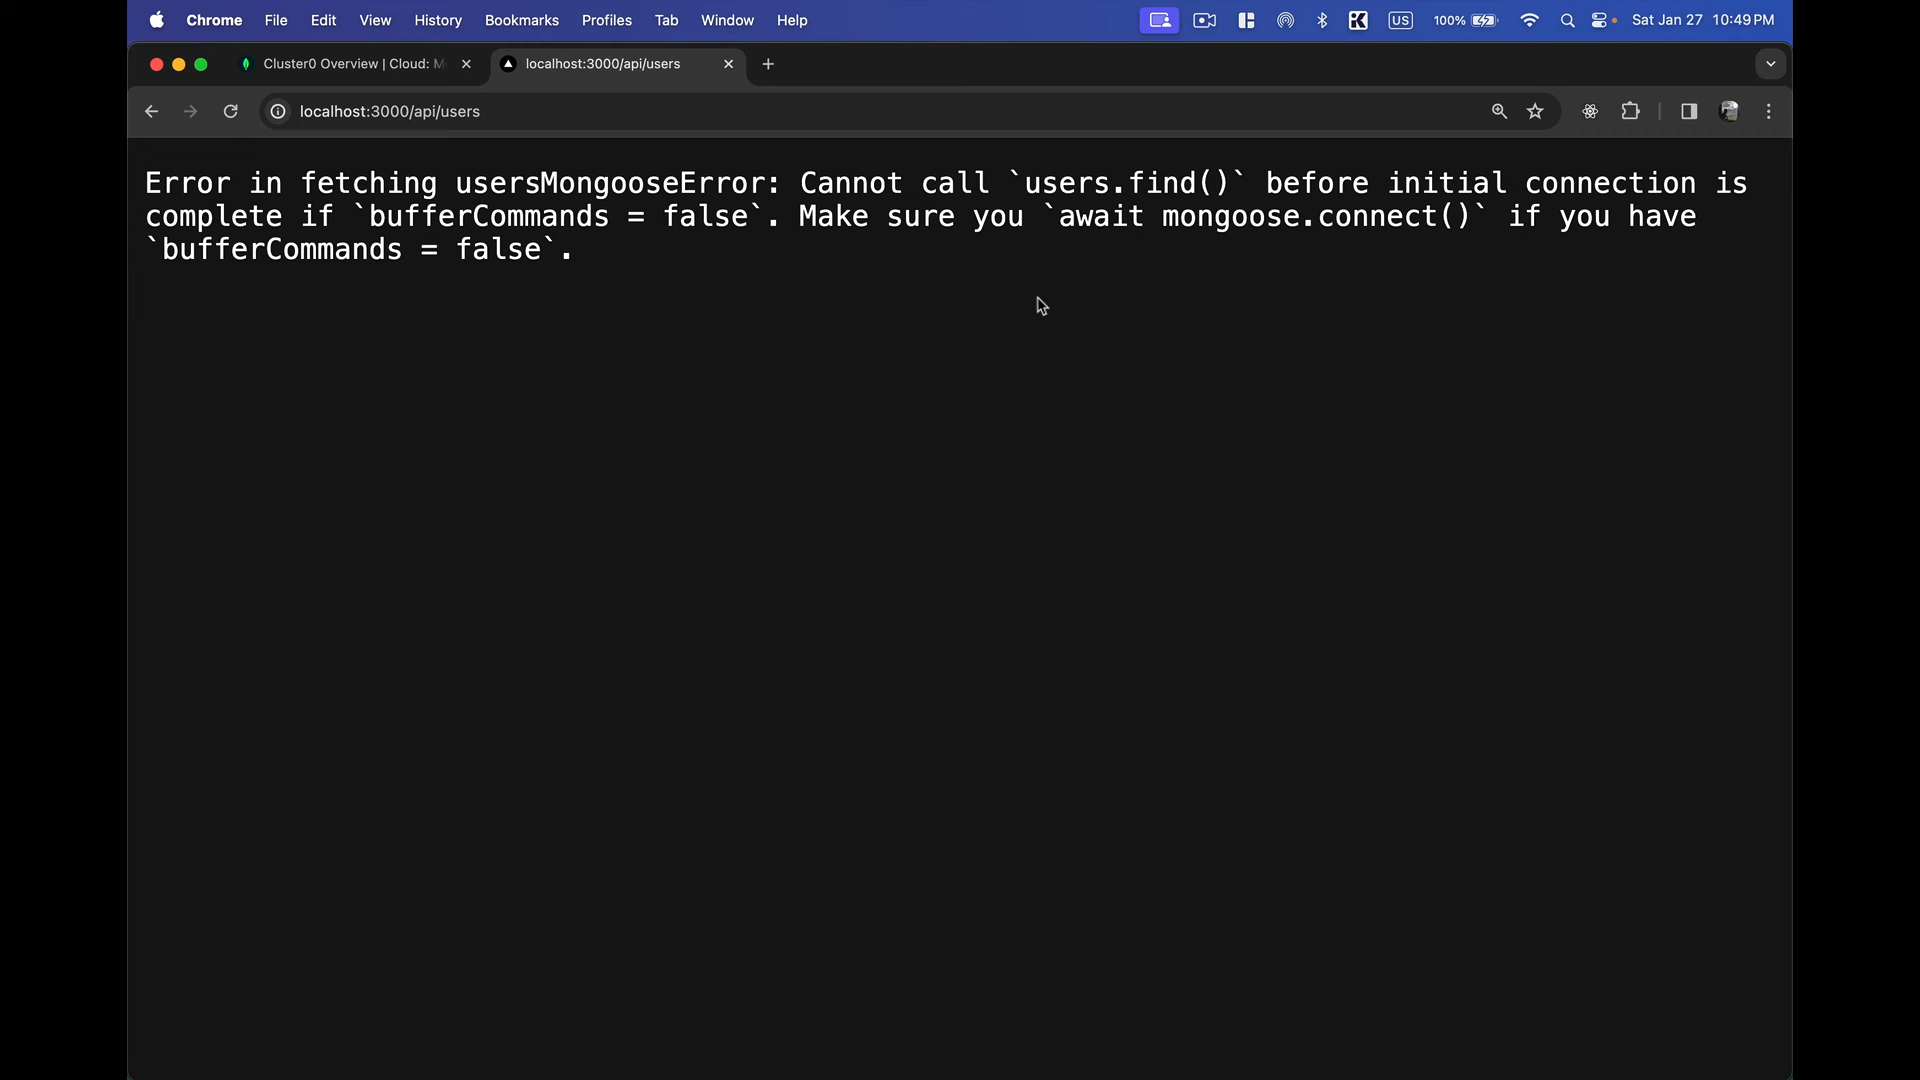 Chrome File Edit View History Bookmarks Profiles Tab Window Help US 100% Sat Jan 27 10:49 PM
Cluster0 Overview | Cloud: M localhost:3000/api/users
localhost:3000/api/users
Error in fetching usersMongooseError: Cannot call `users.find()` before initial connection is
complete if `bufferCommands = false`. Make sure you `await mongoose.connect()` if you have
`bufferCommands = false`.